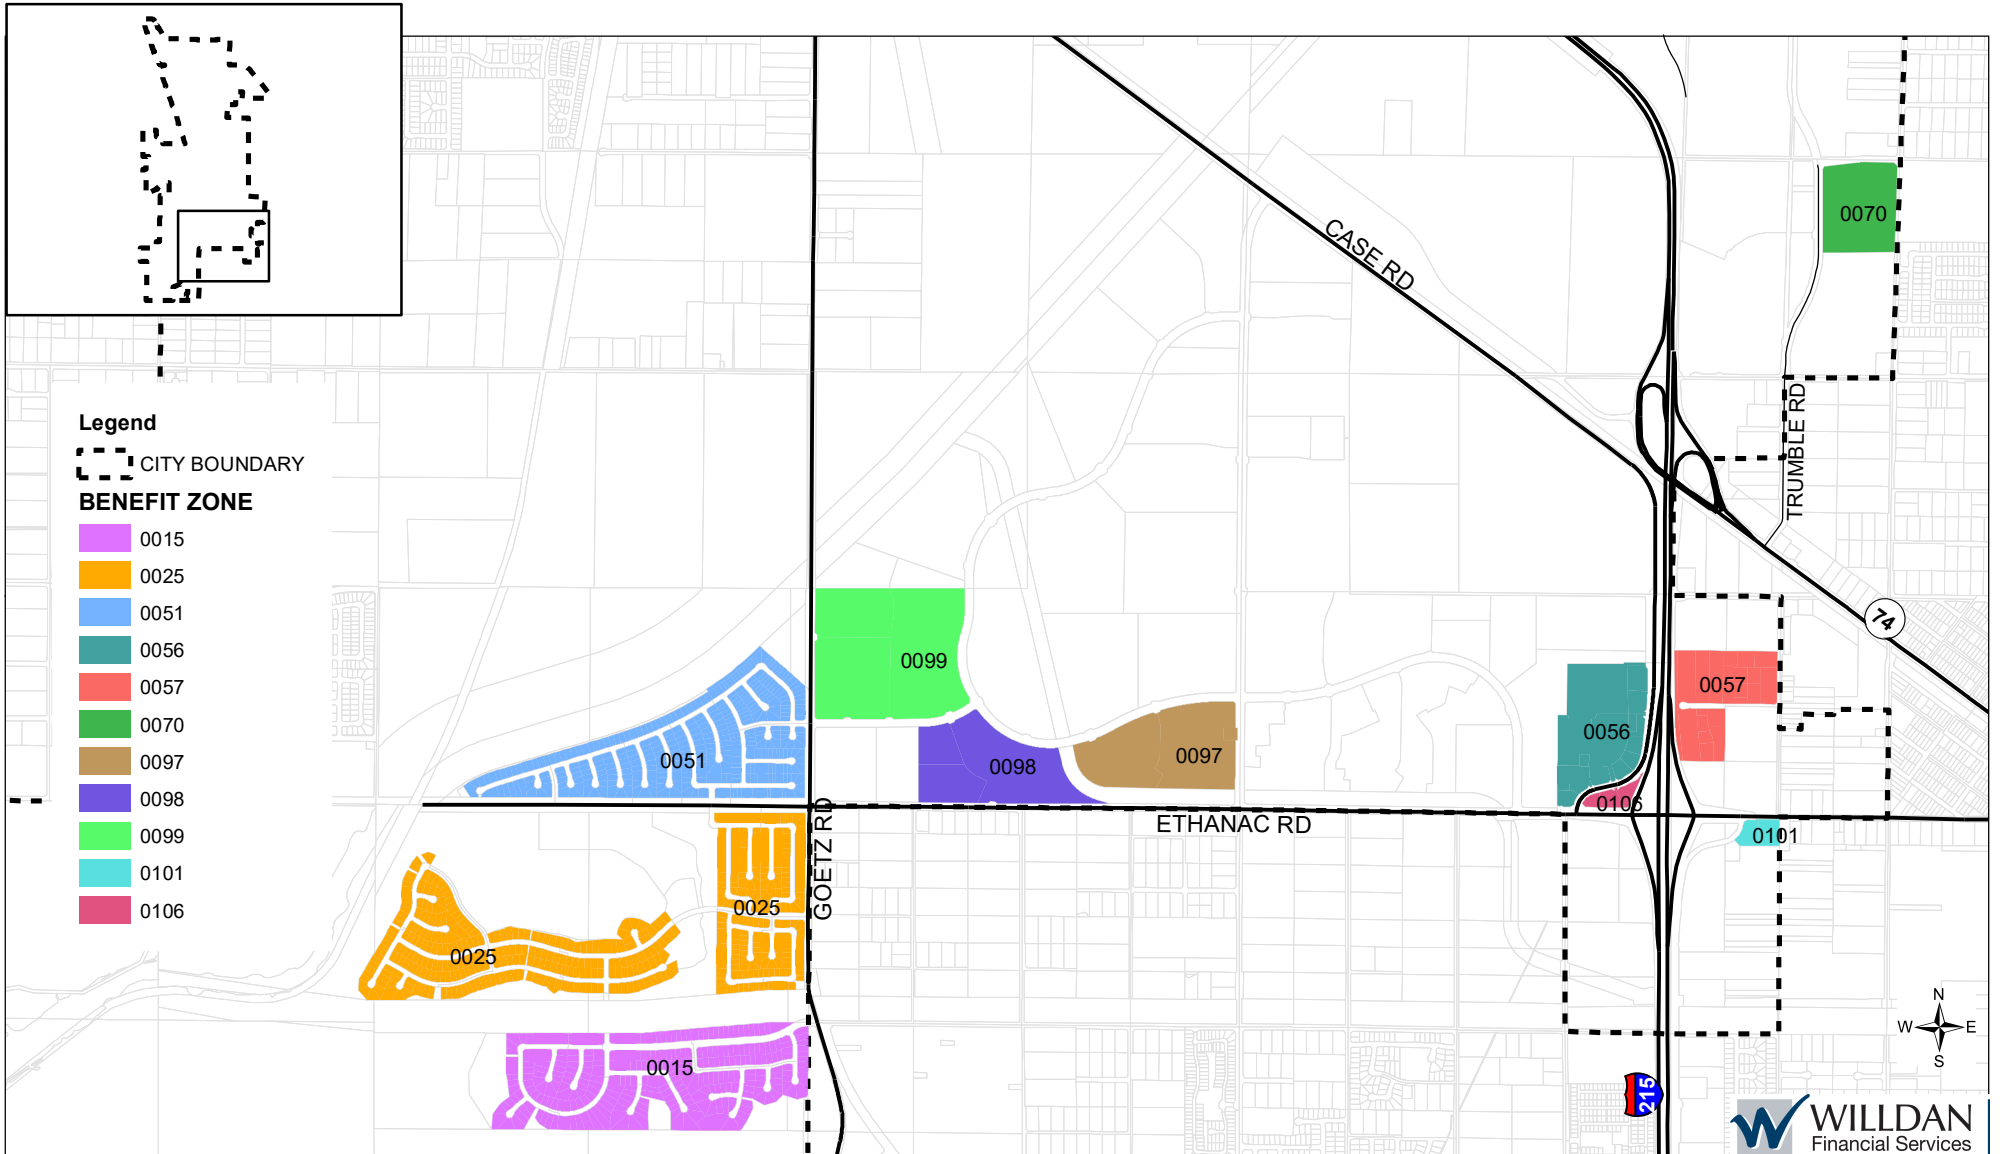 Legend
CITY BOUNDARY
BENEFIT ZONE
0015
0025
0051
0056
0057
0070
0097
0098
0099
0101
0106
0070
CASE RD
TRUMBLE RD
74
0099
0057
0056
0051
0098
0097
0106
ETHANAC RD
0101
GOETZ RD
0025
0025
0015
N
W E
S
215
WILLDAN
Financial Services